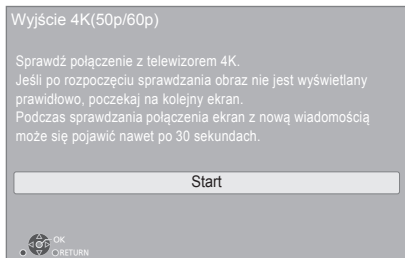 Wyjście 4K(50p/60p)
Sprawdź połączenie z telewizorem 4K.
Jeśli po rozpoczęciu sprawdzania obraz nie jest wyświetlany
prawidłowo, poczekaj na kolejny ekran.
Podczas sprawdzania połączenia ekran z nową wiadomością
może się pojawić nawet po 30 sekundach.
Start
OK
RETURN